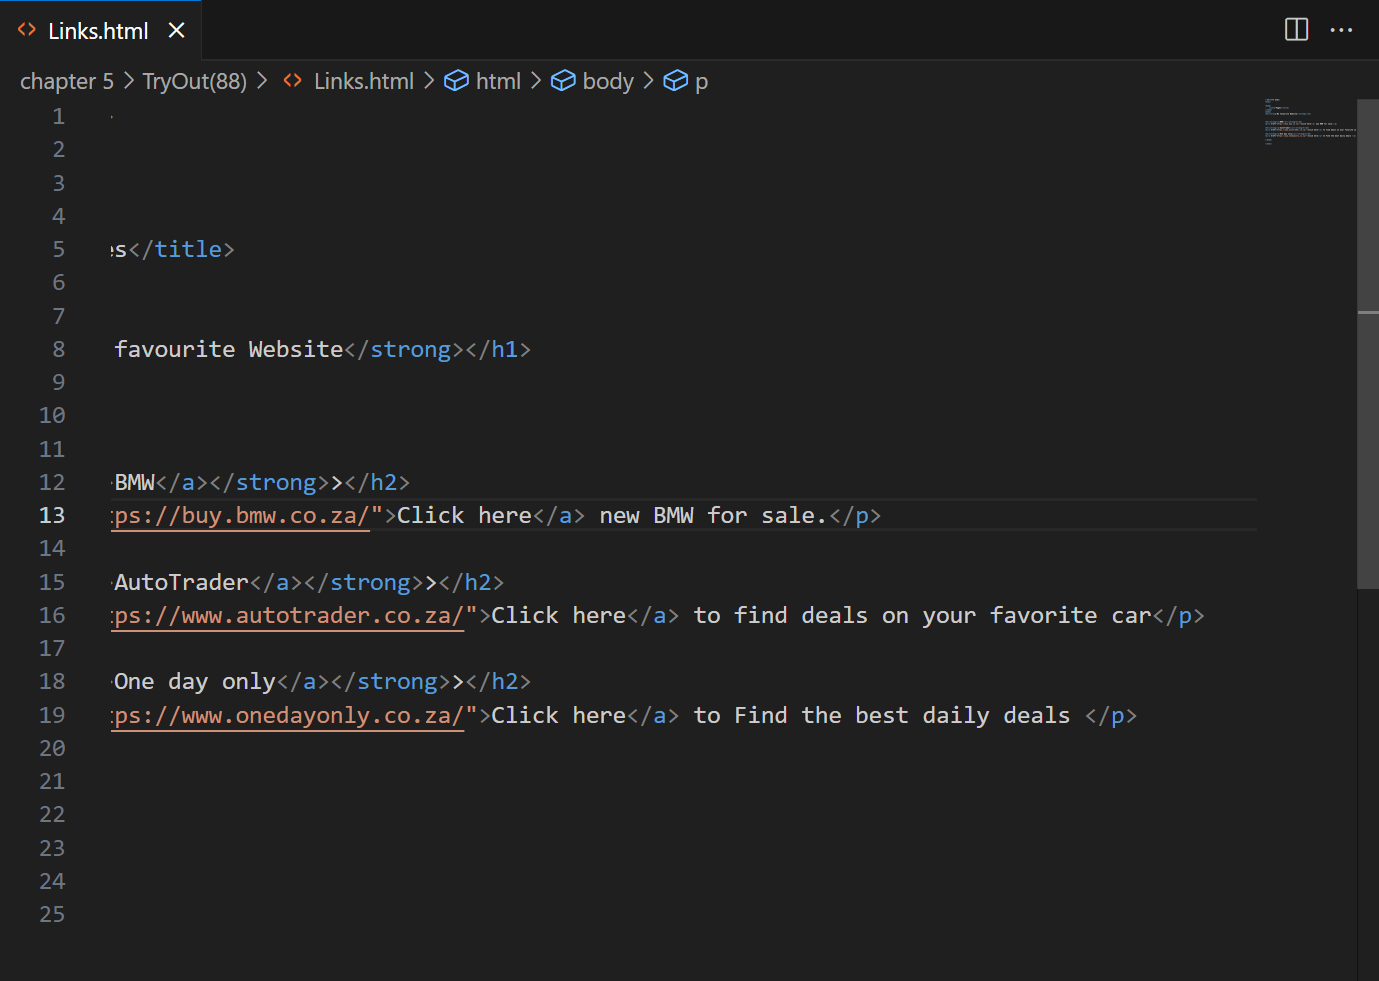 Links.html
chapter 5 > TryOut(88) > Links.html > html > body > p
1
2
3
4
5 s</title>
6
7
8 favourite Website</strong></h1>
9
10
11
12 BMW</a></strong>></h2>
13 ps://buy.bmw.co.za/">Click here</a> new BMW for sale.</p>
14
15 AutoTrader</a></strong>></h2>
16 ps://www.autotrader.co.za/">Click here</a> to find deals on your favorite car</p>
17
18 One day only</a></strong>></h2>
19 ps://www.onedayonly.co.za/">Click here</a> to Find the best daily deals </p>
20
21
22
23
24
25